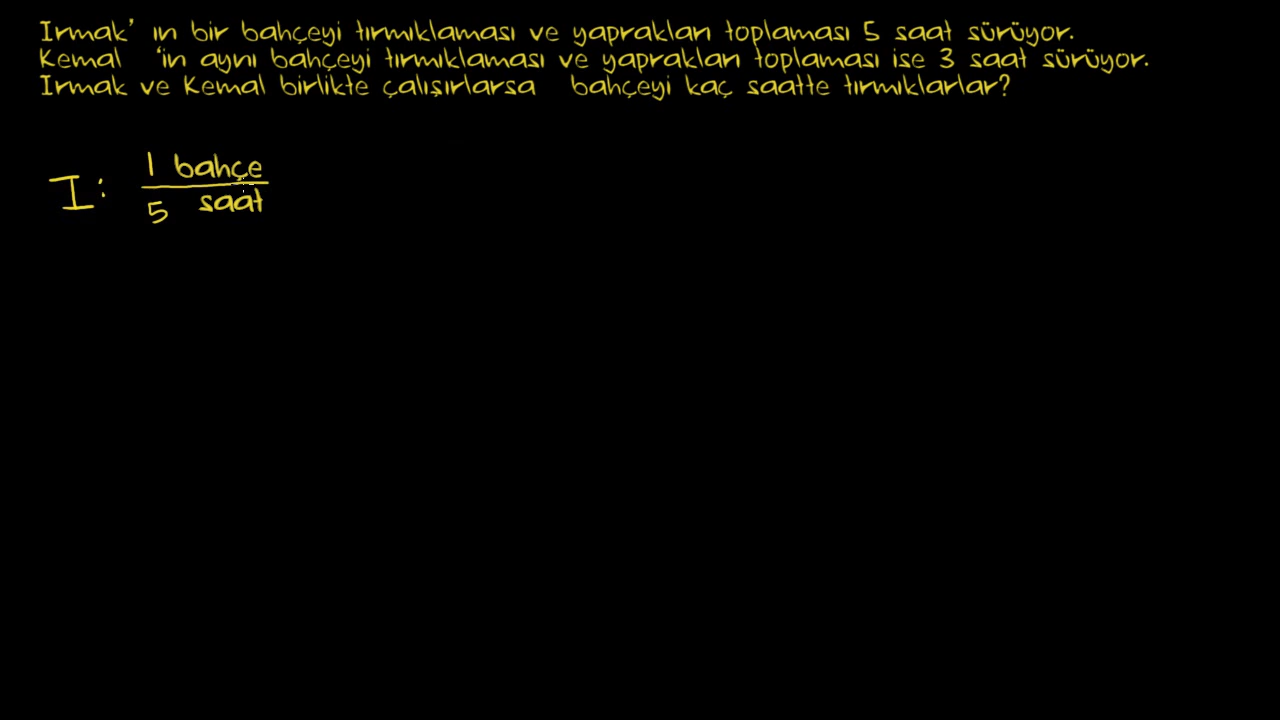 Irmak' ın bir bahçeyi tırmıklaması ve yaprakları toplaması 5 saat sürüyor.
Kemal 'in aynı bahçeyi tırmıklaması ve yaprakları toplaması ise 3 saat sürüyor.
Irmak ve Kemal birlikte çalışırlarsa bahçeyi kaç saatte tırmıklarlar?
I: 1 bahçe
5 saat